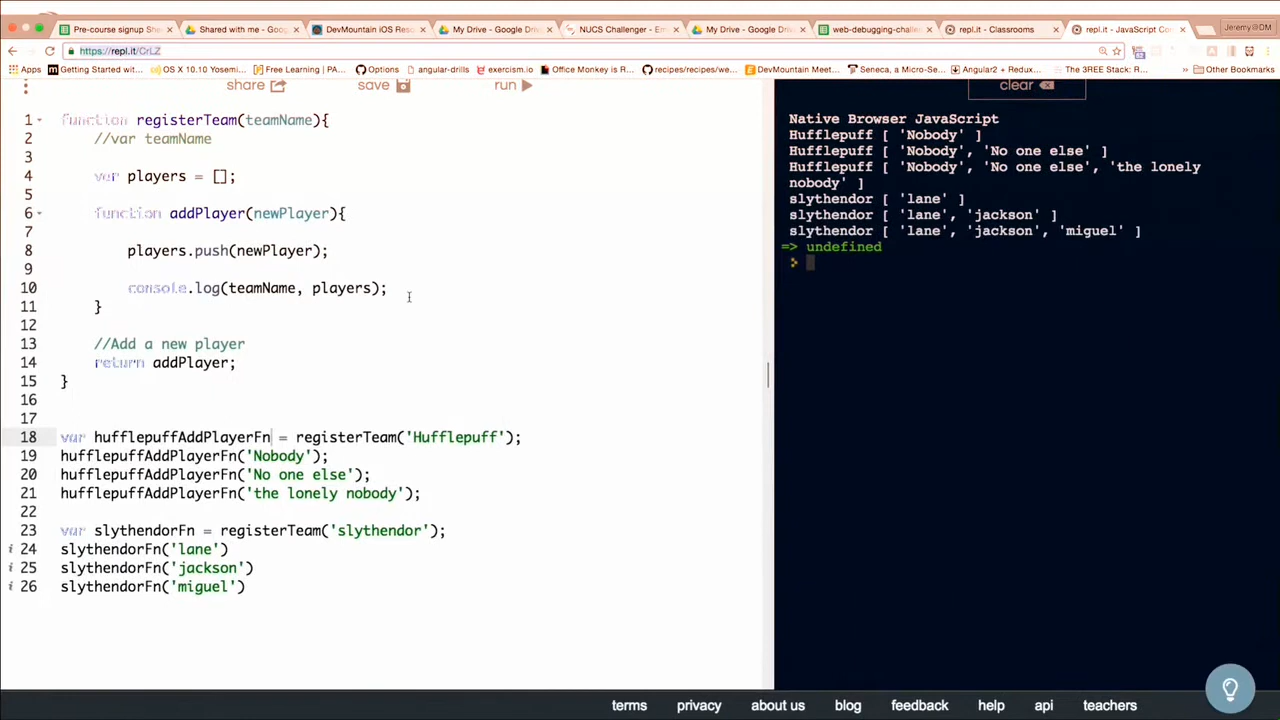 Pre-course signup Sh
Shared with me - Goog
DevMountain iOS Res
My Drive - Google Driv
NUCS Challenger - Em
My Drive - Google Driv
web-debugging-challe
repl.it - Classrooms
repl.it - JavaScript Co
Jeremy@DM
https://repl.it/CrLZ
Apps
Getting Started wit...
OS X 10.10 Yosemi...
Free Learning | PA...
Options
angular-drills
exercism.io
Office Monkey is R...
recipes/recipes/we...
DevMountain Meet...
Seneca, a Micro-Se...
Angular2 + Redux...
The 3REE Stack: R...
Other Bookmarks
share
save
run
clear
1 function registerTeam(teamName){
2 //var teamName
3
4 var players = [];
5
6 function addPlayer(newPlayer){
7
8 players.push(newPlayer);
9
10 console.log(teamName, players);
11 }
12
13 //Add a new player
14 return addPlayer;
15 }
16
17
18 var hufflepuffAddPlayerFn = registerTeam('Hufflepuff');
19 hufflepuffAddPlayerFn('Nobody');
20 hufflepuffAddPlayerFn('No one else');
21 hufflepuffAddPlayerFn('the lonely nobody');
22
23 var slythendorFn = registerTeam('slythendor');
24 slythendorFn('lane')
25 slythendorFn('jackson')
26 slythendorFn('miguel')
Native Browser JavaScript
Hufflepuff [ 'Nobody' ]
Hufflepuff [ 'Nobody', 'No one else' ]
Hufflepuff [ 'Nobody', 'No one else', 'the lonely
nobody' ]
slythendor [ 'lane' ]
slythendor [ 'lane', 'jackson' ]
slythendor [ 'lane', 'jackson', 'miguel' ]
=> undefined
terms
privacy
about us
blog
feedback
help
api
teachers